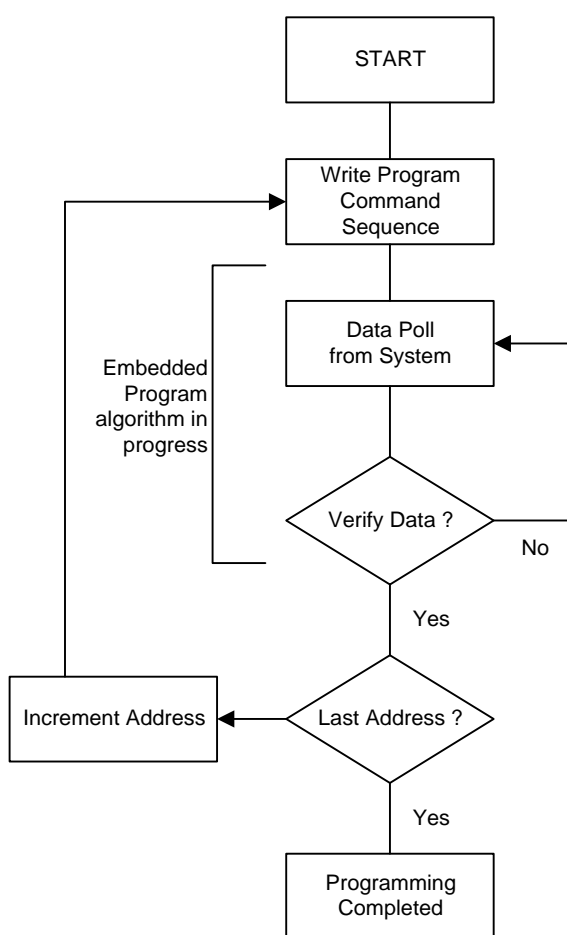 START
Write Program
Command
Sequence
Data Poll
from System
Embedded
Program
algorithm in
progress
Verify Data ?
No
Yes
Increment Address
Last Address ?
Yes
Programming
Completed